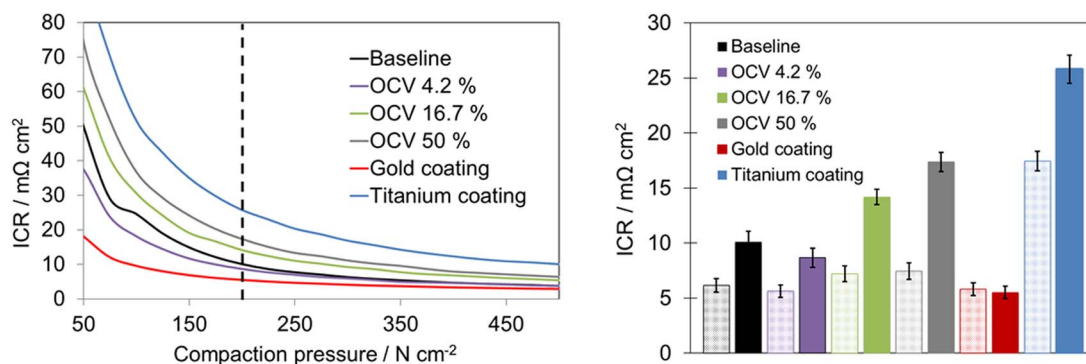 80
70
60
50
40
30
20
10
0
ICR / mΩ cm²
50
150
250
350
450
Compaction pressure / N cm⁻²
Baseline
OCV 4.2 %
OCV 16.7 %
OCV 50 %
Gold coating
Titanium coating
30
25
20
15
10
5
0
ICR / mΩ cm²
Baseline
OCV 4.2 %
OCV 16.7 %
OCV 50 %
Gold coating
Titanium coating